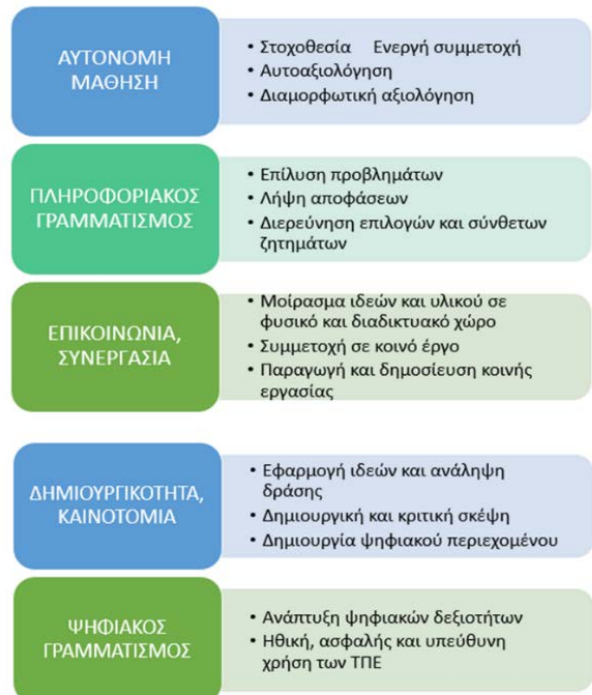 ΑΥΤΟΝΟΜΗ
ΜΑΘΗΣΗ
• Στοχοθεσία Ενεργή συμμετοχή
• Αυτοαξιολόγηση
• Διαμορφωτική αξιολόγηση
ΠΛΗΡΟΦΟΡΙΑΚΟΣ
ΓΡΑΜΜΑΤΙΣΜΟΣ
• Επίλυση προβλημάτων
• Λήψη αποφάσεων
• Διερεύνηση επιλογών και σύνθετων
ζητημάτων
ΕΠΙΚΟΙΝΩΝΙΑ,
ΣΥΝΕΡΓΑΣΙΑ
• Μοίρασμα ιδεών και υλικού σε
φυσικό και διαδικτυακό χώρο
• Συμμετοχή σε κοινό έργο
• Παραγωγή και δημοσίευση κοινής
εργασίας
ΔΗΜΙΟΥΡΓΙΚΟΤΗΤΑ,
ΚΑΙΝΟΤΟΜΙΑ
• Εφαρμογή ιδεών και ανάληψη
δράσης
• Δημιουργική και κριτική σκέψη
• Δημιουργία ψηφιακού περιεχομένου
ΨΗΦΙΑΚΟΣ
ΓΡΑΜΜΑΤΙΣΜΟΣ
• Ανάπτυξη ψηφιακών δεξιοτήτων
• Ηθική, ασφαλής και υπεύθυνη
χρήση των ΤΠΕ